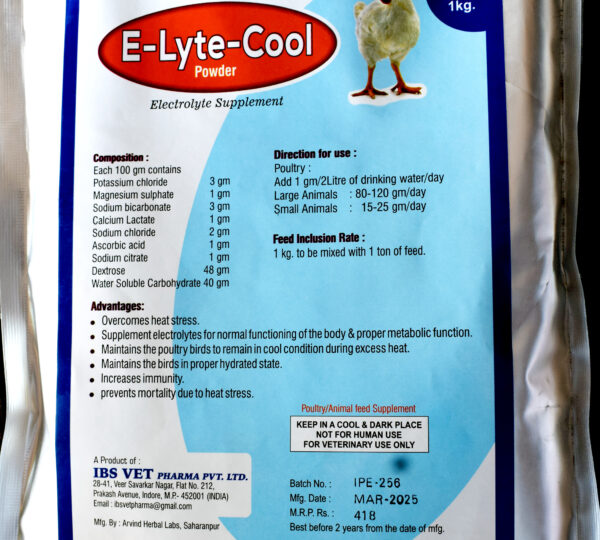 1kg.
E-Lyte-Cool
Powder
Electrolyte Supplement
Composition :
Each 100 gm contains
Potassium chloride 3 gm
Magnesium sulphate 1 gm
Sodium bicarbonate 3 gm
Calcium Lactate 1 gm
Sodium chloride 2 gm
Ascorbic acid 1 gm
Sodium citrate 1 gm
Dextrose 48 gm
Water Soluble Carbohydrate 40 gm
Direction for use :
Poultry :
Add 1 gm/2Litre of drinking water/day
Large Animals : 80-120 gm/day
Small Animals : 15-25 gm/day
Feed Inclusion Rate :
1 kg. to be mixed with 1 ton of feed.
Advantages:
• Overcomes heat stress.
• Supplement electrolytes for normal functioning of the body & proper metabolic function.
• Maintains the poultry birds to remain in cool condition during excess heat.
• Maintains the birds in proper hydrated state.
• Increases immunity.
• prevents mortality due to heat stress.
Poultry/Animal feed Supplement
KEEP IN A COOL & DARK PLACE
NOT FOR HUMAN USE
FOR VETERINARY USE ONLY
A Product of :
IBS VET PHARMA PVT. LTD.
28-41, Veer Savarkar Nagar, Flat No. 212,
Prakash Avenue, Indore, M.P.- 452001 (INDIA)
Email : ibsvetpharma@gmail.com
Mfg. By : Arvind Herbal Labs, Saharanpur
Batch No. : IPE-256
Mfg. Date : MAR-2025
M.R.P. Rs. : 418
Best before 2 years from the date of mfg.